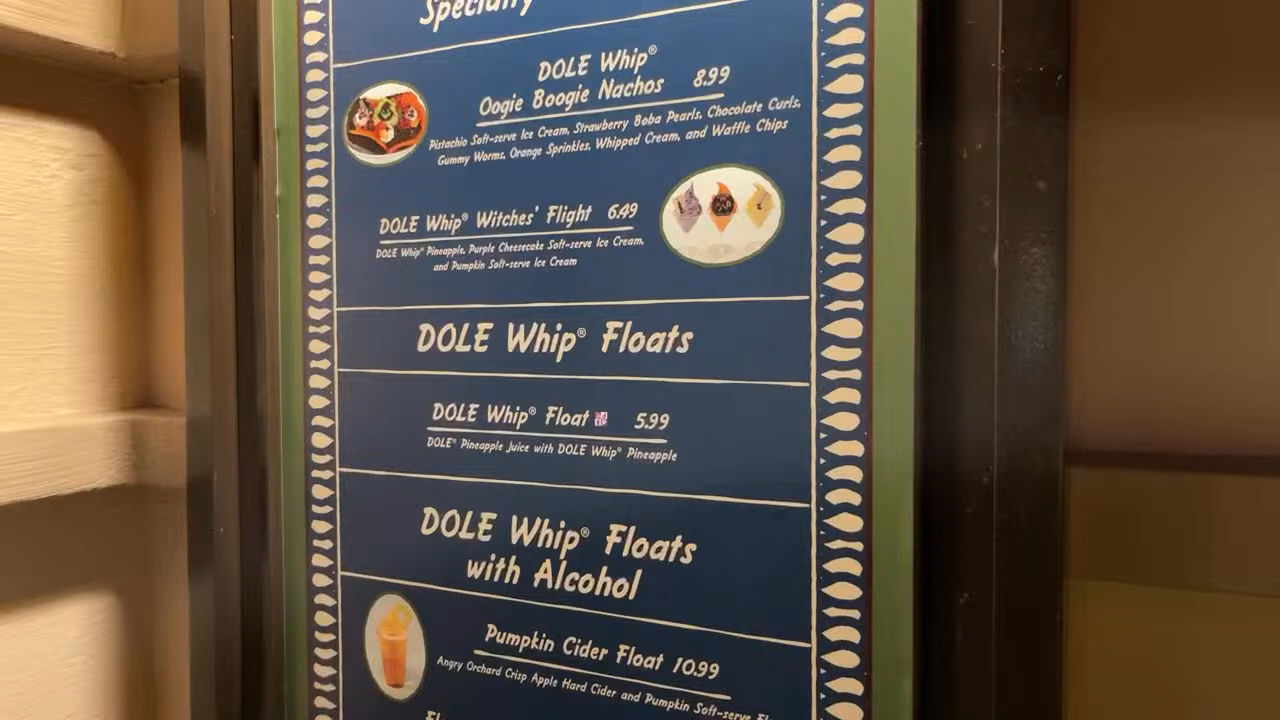 Specialty
DOLE Whip®
Oogie Boogie Nachos 8.99
Pistachio Soft-serve Ice Cream, Strawberry Boba Pearls, Chocolate Curls,
Gummy Worms, Orange Sprinkles, Whipped Cream, and Waffle Chips
DOLE Whip® Witches' Flight 6.49
DOLE Whip® Pineapple, Purple Cheesecake Soft-serve Ice Cream,
and Pumpkin Soft-serve Ice Cream
DOLE Whip® Floats
DOLE Whip® Float 5.99
DOLE® Pineapple Juice with DOLE Whip® Pineapple
DOLE Whip® Floats
with Alcohol
Pumpkin Cider Float 10.99
Angry Orchard Crisp Apple Hard Cider and Pumpkin Soft-serve